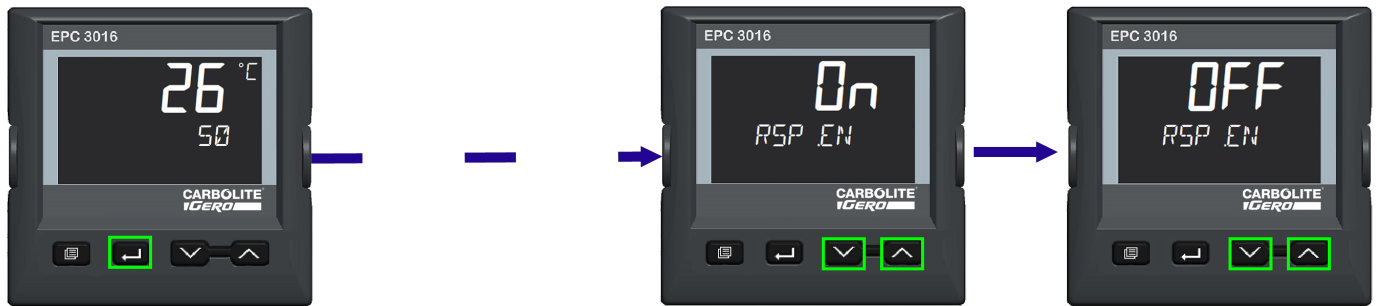 EPC 3016
26 °C
50
CARBOLITE
GERO
EPC 3016
On
RSP .EN
CARBOLITE
GERO
EPC 3016
OFF
RSP .EN
CARBOLITE
GERO